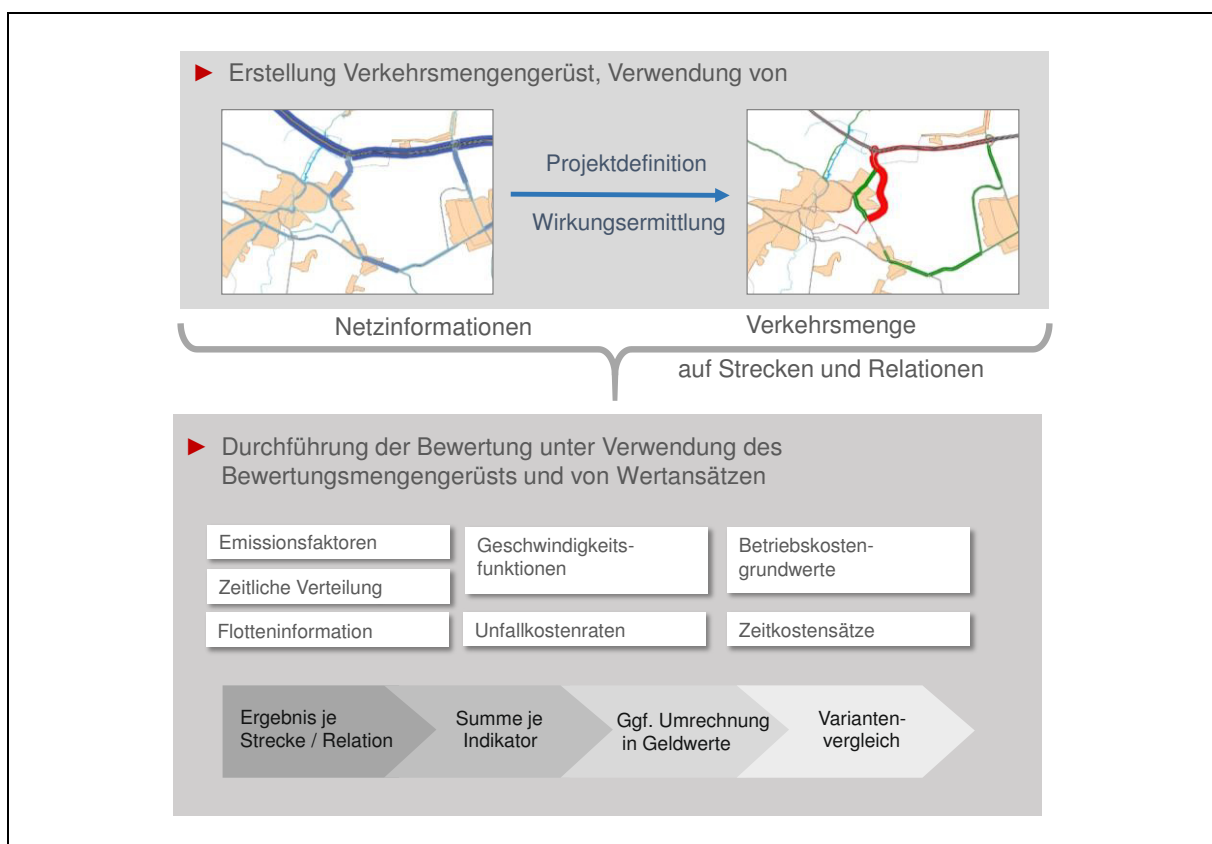 Erstellung Verkehrsmengengerüst, Verwendung von
Projektdefinition
Wirkungsermittlung
Netzinformationen
Verkehrsmenge
auf Strecken und Relationen
Durchführung der Bewertung unter Verwendung des
Bewertungsmengengerüsts und von Wertansätzen
Emissionsfaktoren
Zeitliche Verteilung
Flotteninformation
Geschwindigkeits-
funktionen
Unfallkostenraten
Betriebskosten-
grundwerte
Zeitkostensätze
Ergebnis je
Strecke / Relation
Summe je
Indikator
Ggf. Umrechnung
in Geldwerte
Varianten-
vergleich